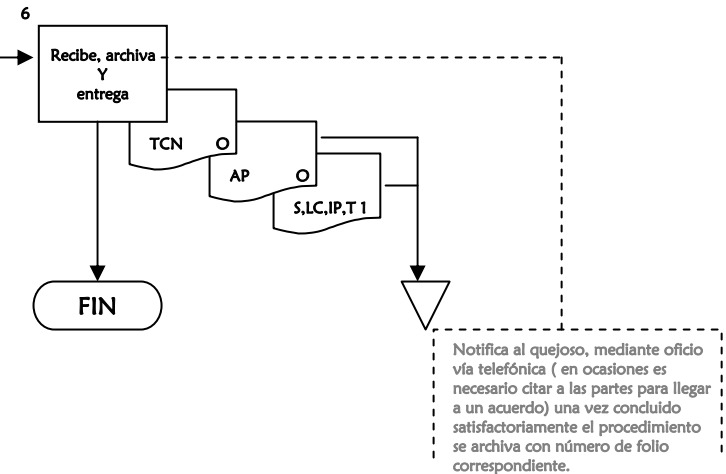 6
Recibe, archiva
Y
entrega
TCN O
AP O
S,LC,IP,T 1
FIN
Notifica al quejoso, mediante oficio
vía telefónica ( en ocasiones es
necesario citar a las partes para llegar
a un acuerdo) una vez concluido
satisfactoriamente el procedimiento
se archiva con número de folio
correspondiente.